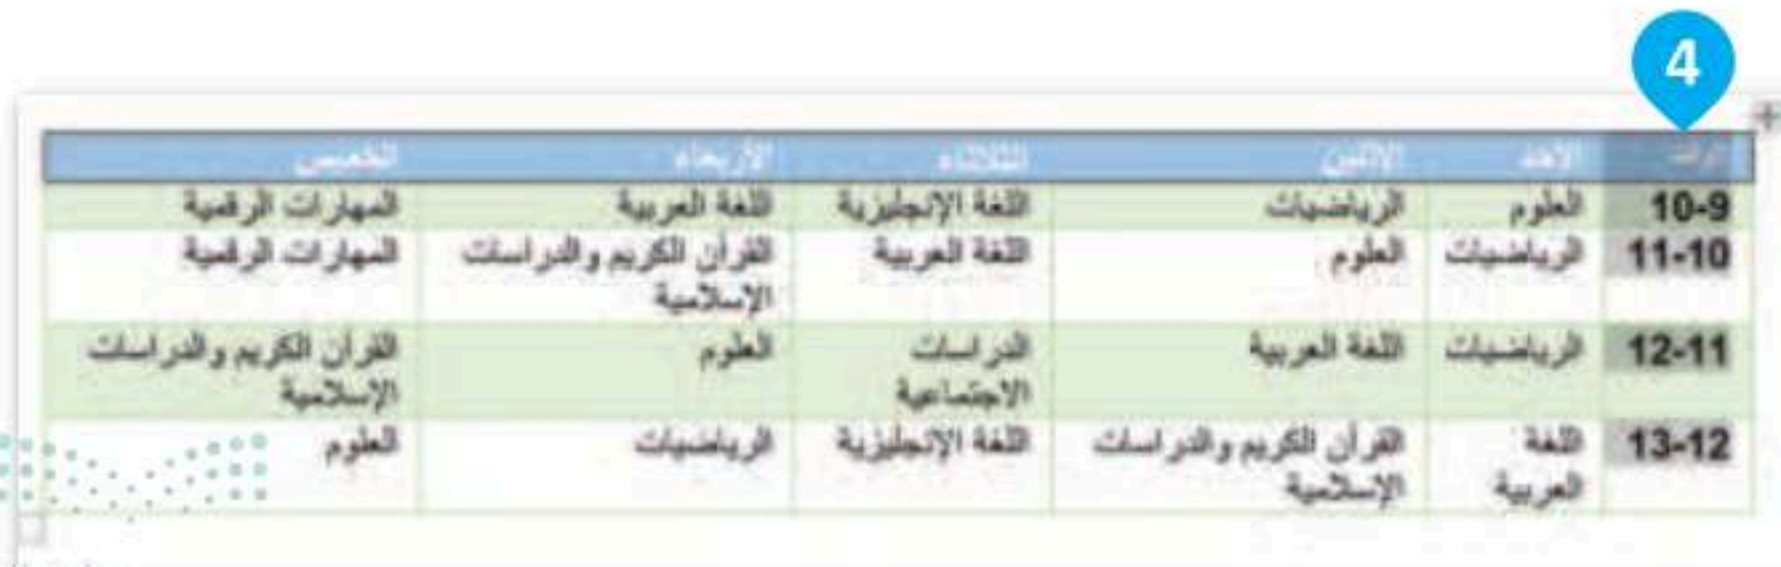 4
الوقت الأحد الاثنين الثلاثاء الأربعاء الخميس
10-9 العلوم الرياضيات اللغة الإنجليزية اللغة العربية المهارات الرقمية
11-10 الرياضيات العلوم اللغة العربية القرآن الكريم والدراسات الإسلامية المهارات الرقمية
12-11 الرياضيات اللغة العربية الدراسات الاجتماعية العلوم القرآن الكريم والدراسات الإسلامية
13-12 اللغة العربية القرآن الكريم والدراسات الإسلامية اللغة الإنجليزية الرياضيات العلوم